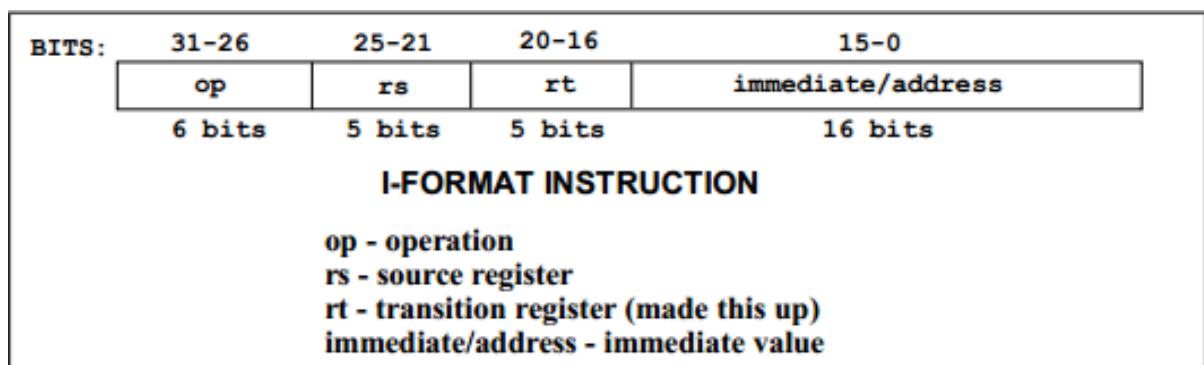 BITS: 31-26 25-21 20-16 15-0
op rs rt immediate/address
6 bits 5 bits 5 bits 16 bits
I-FORMAT INSTRUCTION
op - operation
rs - source register
rt - transition register (made this up)
immediate/address - immediate value